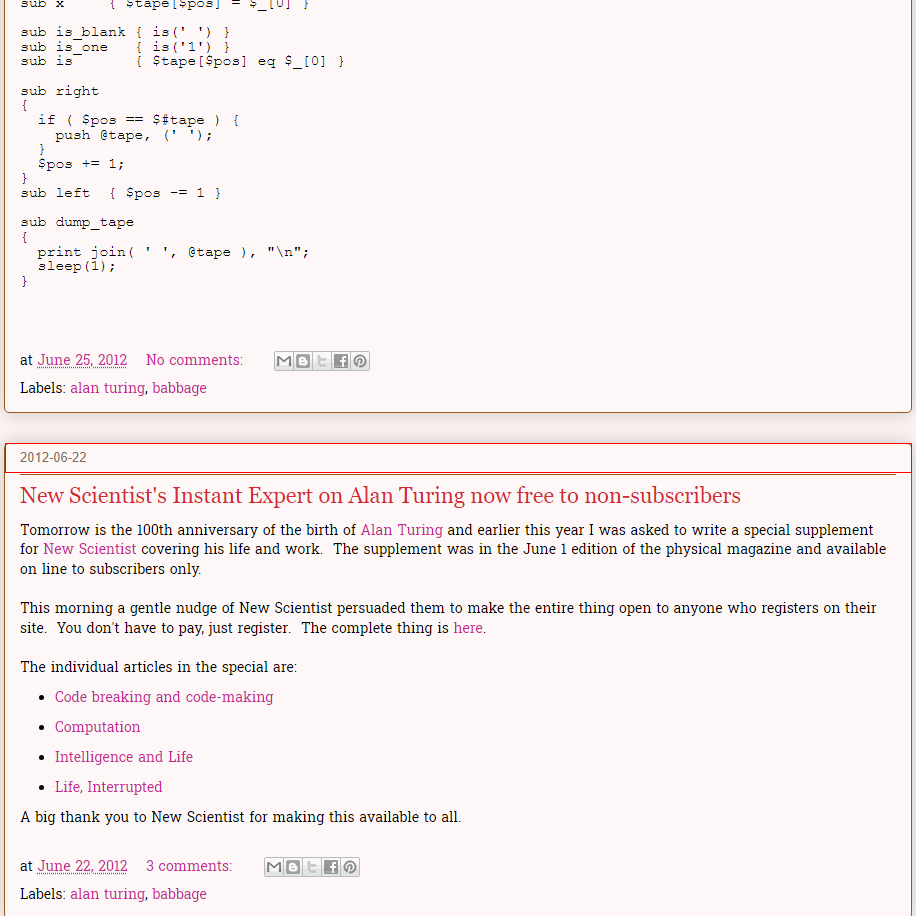 sub x     { $tape[$pos] = $_[0] }
sub is_blank { is(' ') }
sub is_one   { is('1') }
sub is       { $tape[$pos] eq $_[0] }
sub right
{
  if ( $pos == $#tape ) {
    push @tape, (' ');
  }
  $pos += 1;
}
sub left  { $pos -= 1 }
sub dump_tape
{
  print join( ' ', @tape ), "\n";
  sleep(1);
}
at June 25, 2012 No comments:
Labels: alan turing, babbage
2012-06-22
New Scientist's Instant Expert on Alan Turing now free to non-subscribers
Tomorrow is the 100th anniversary of the birth of Alan Turing and earlier this year I was asked to write a special supplement
for New Scientist covering his life and work.  The supplement was in the June 1 edition of the physical magazine and available
on line to subscribers only.
This morning a gentle nudge of New Scientist persuaded them to make the entire thing open to anyone who registers on their
site.  You don't have to pay, just register.  The complete thing is here.
The individual articles in the special are:
• Code breaking and code-making
• Computation
• Intelligence and Life
• Life, Interrupted
A big thank you to New Scientist for making this available to all.
at June 22, 2012 3 comments:
Labels: alan turing, babbage